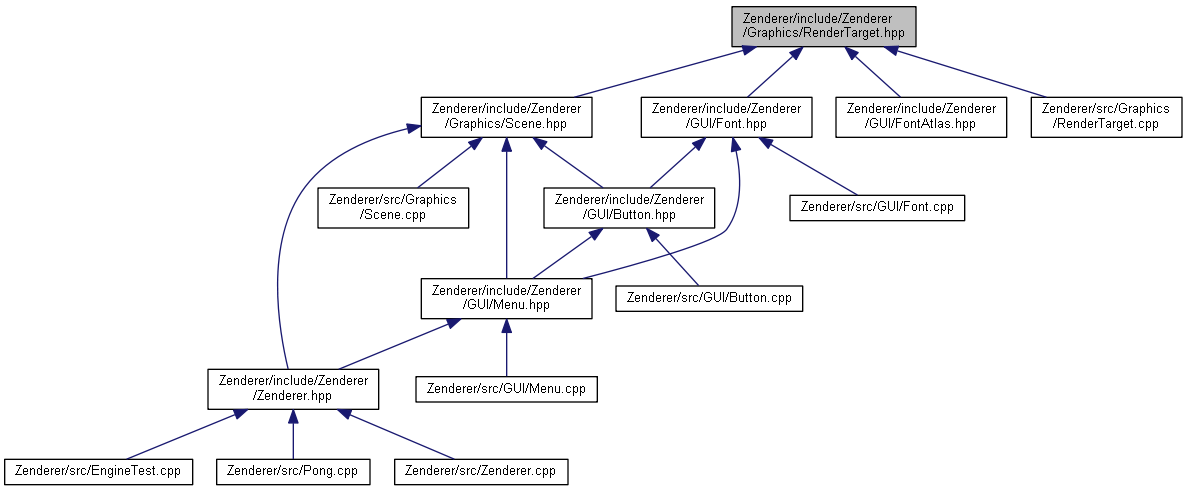 Zenderer/include/Zenderer
/Graphics/RenderTarget.hpp
Zenderer/include/Zenderer
/Graphics/Scene.hpp
Zenderer/include/Zenderer
/GUI/Font.hpp
Zenderer/include/Zenderer
/GUI/FontAtlas.hpp
Zenderer/src/Graphics
/RenderTarget.cpp
Zenderer/src/Graphics
/Scene.cpp
Zenderer/include/Zenderer
/GUI/Button.hpp
Zenderer/src/GUI/Font.cpp
Zenderer/include/Zenderer
/GUI/Menu.hpp
Zenderer/src/GUI/Button.cpp
Zenderer/include/Zenderer
/Zenderer.hpp
Zenderer/src/GUI/Menu.cpp
Zenderer/src/EngineTest.cpp
Zenderer/src/Pong.cpp
Zenderer/src/Zenderer.cpp